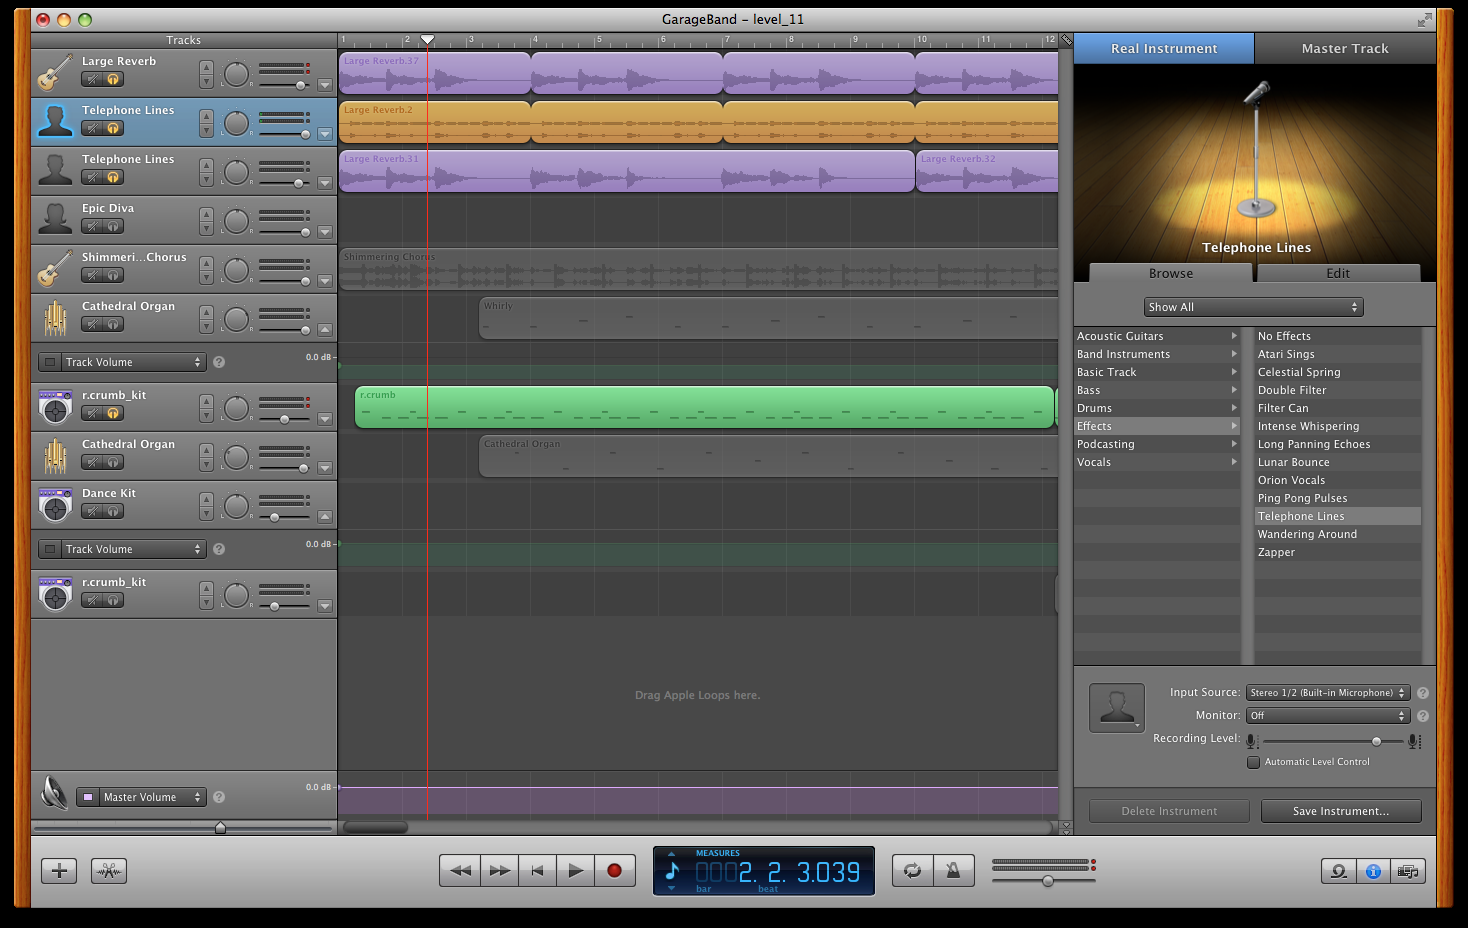 GarageBand – level_11
Tracks
1 2 3 4 5 6 7 8 9 10 11 12
Large Reverb
L R
Large Reverb.37
Telephone Lines
L R
Large Reverb.2
Telephone Lines
L R
Large Reverb.31
Large Reverb.32
Epic Diva
L R
Shimmeri...Chorus
L R
Shimmering Chorus
Cathedral Organ
L R
Whirly
Track Volume
?
0.0 dB
r.crumb_kit
L R
r.crumb
Cathedral Organ
L R
Cathedral Organ
Dance Kit
L R
Track Volume
?
0.0 dB
r.crumb_kit
L R
Drag Apple Loops here.
Master Volume
?
0.0 dB
Real Instrument
Master Track
Telephone Lines
Browse
Edit
Show All
Acoustic Guitars
Band Instruments
Basic Track
Bass
Drums
Effects
Podcasting
Vocals
No Effects
Atari Sings
Celestial Spring
Double Filter
Filter Can
Intense Whispering
Long Panning Echoes
Lunar Bounce
Orion Vocals
Ping Pong Pulses
Telephone Lines
Wandering Around
Zapper
Input Source: Stereo 1/2 (Built-in Microphone) ?
Monitor: Off ?
Recording Level:
Automatic Level Control
Delete Instrument
Save Instrument...
MEASURES
0002. 2. 3.039
bar beat
i